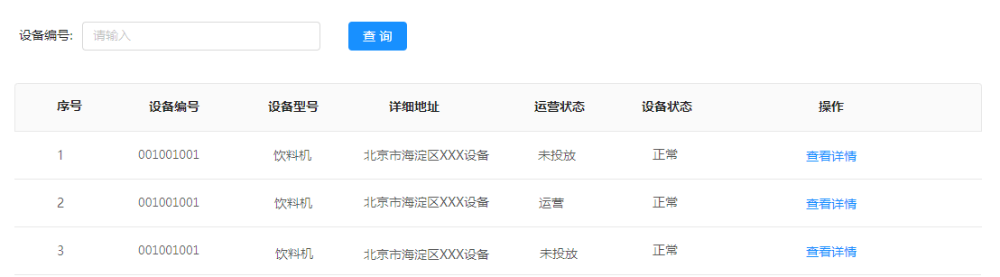 设备编号: 请输入 查 询
序号 设备编号 设备型号 详细地址 运营状态 设备状态 操作
1 001001001 饮料机 北京市海淀区XXX设备 未投放 正常 查看详情
2 001001001 饮料机 北京市海淀区XXX设备 运营 正常 查看详情
3 001001001 饮料机 北京市海淀区XXX设备 未投放 正常 查看详情